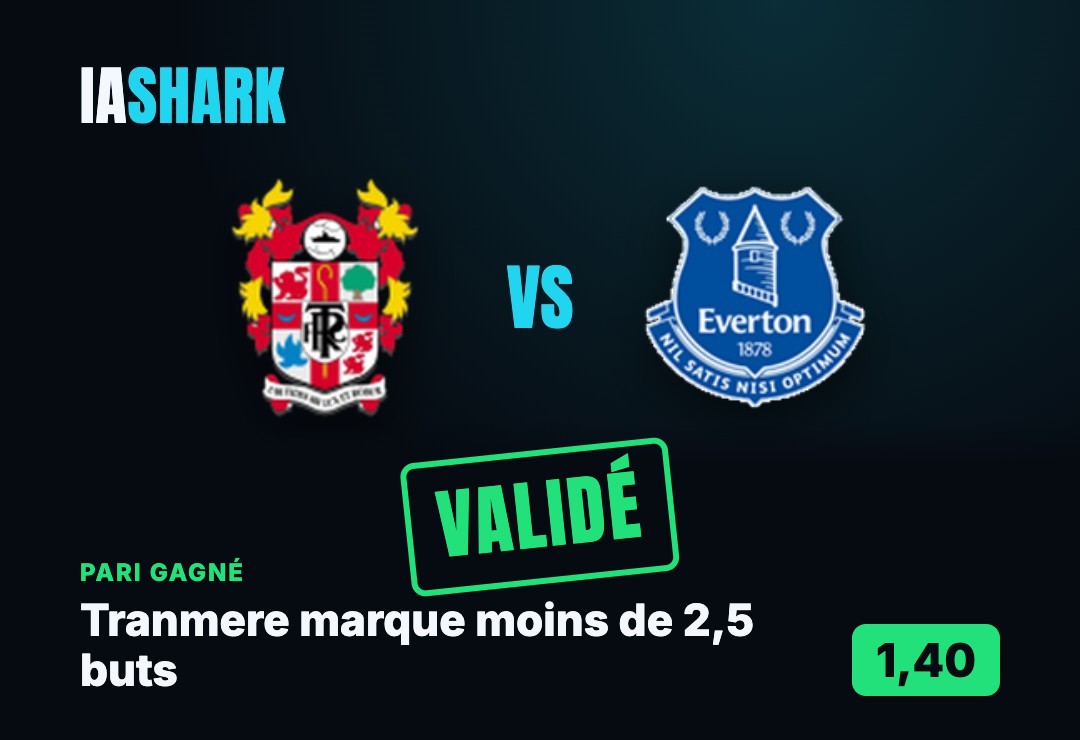 IASHARK
VS
Everton
1878
NIL SATIS NISI OPTIMUM
VALIDÉ
PARI GAGNÉ
Tranmere marque moins de 2,5
buts
1,40